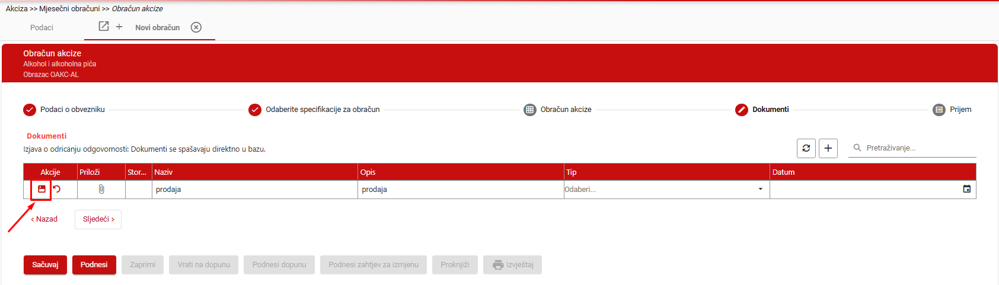 Akciza >> Mjesečni obračuni >> Obračun akcize
Podaci
Novi obračun
Obračun akcize
Alkohol i alkoholna pića
Obrazac OAKC-AL
Podaci o obvezniku
Odaberite specifikacije za obračun
Obračun akcize
Dokumenti
Prijem
Dokumenti
Izjava o odricanju odgovornosti: Dokumenti se spašavaju direktno u bazu.
Pretraživanje...
Akcije Priloži Stor... Naziv Opis Tip Datum
prodaja prodaja Odaberi...
‹ Nazad Sljedeći ›
Sačuvaj Podnesi Zaprimi Vrati na dopunu Podnesi dopunu Podnesi zahtjev za izmjenu Proknjiži Izvještaj